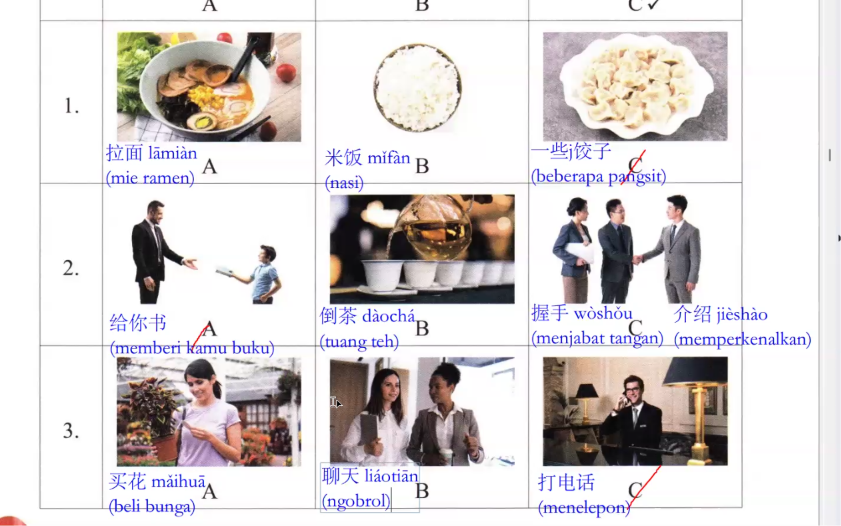 A
B
C✓
1.
拉面 lāmiàn
(mie ramen)
A
米饭 mǐfàn
(nasi)
B
一些j饺子
(beberapa pangsit)
C
2.
给你书
(memberi kamu buku)
A
倒茶 dàochá
(tuang teh)
B
握手 wòshǒu
(menjabat tangan)
C
介绍 jièshào
(memperkenalkan)
3.
买花 mǎihuā
(beli bunga)
A
聊天 liáotiān
(ngobrol)
B
打电话
(menelepon)
C